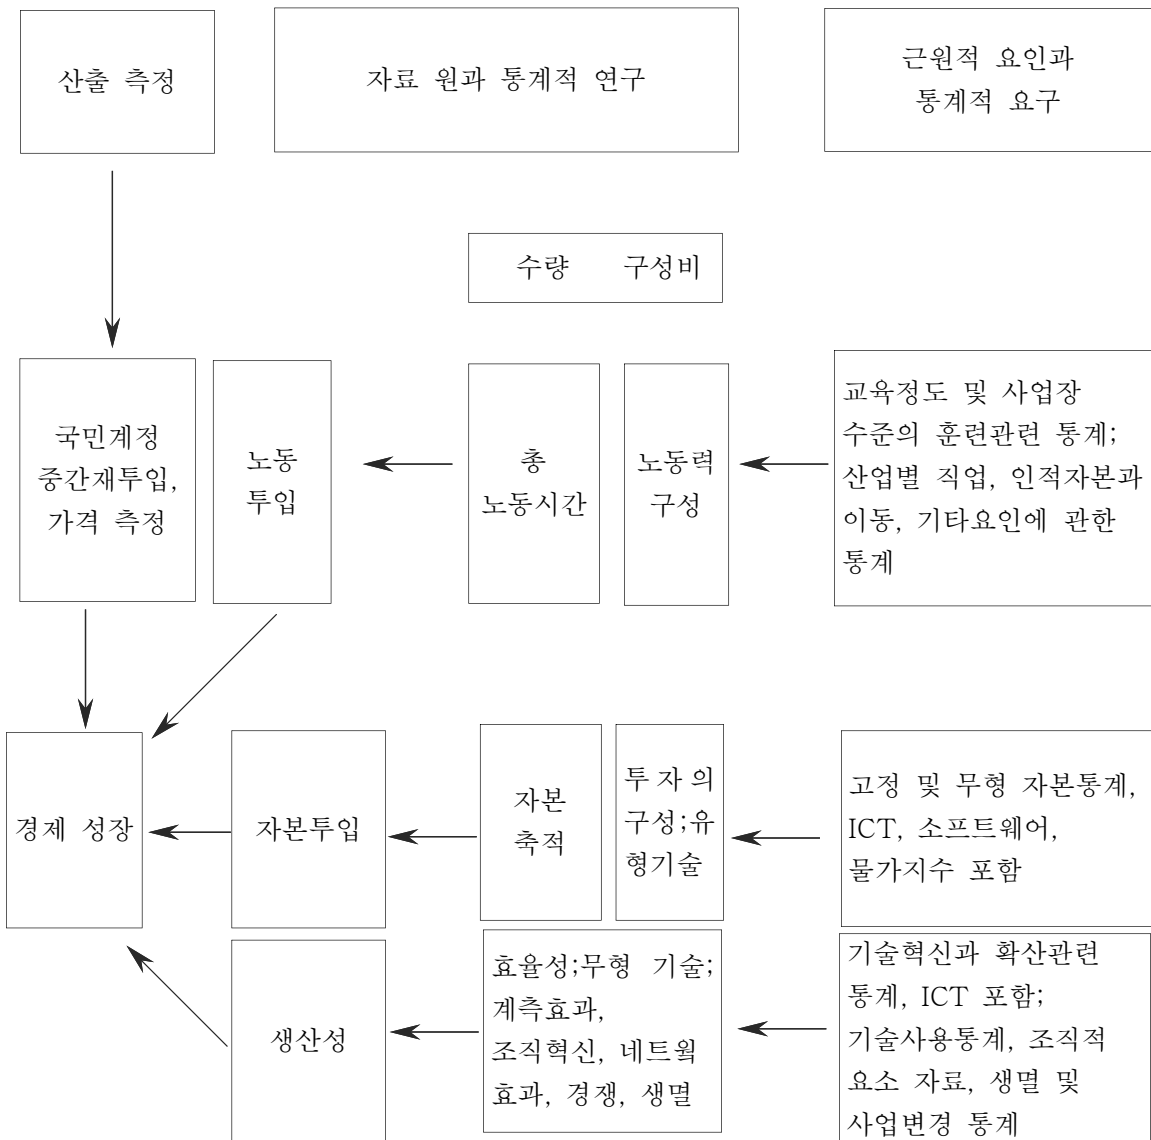 산출 측정
자료 원과 통계적 연구
근원적 요인과
통계적 요구
수량 구성비
국민계정
중간재투입,
가격 측정
노동
투입
총
노동시간
노동력
구성
교육정도 및 사업장
수준의 훈련관련 통계;
산업별 직업, 인적자본과
이동, 기타요인에 관한
통계
경제 성장
자본투입
자본
축적
투자의
구성;유
형기술
고정 및 무형 자본통계,
ICT, 소프트웨어,
물가지수 포함
생산성
효율성;무형 기술;
계측효과,
조직혁신, 네트웍
효과, 경쟁, 생멸
기술혁신과 확산관련
통계, ICT 포함;
기술사용통계, 조직적
요소 자료, 생멸 및
사업변경 통계